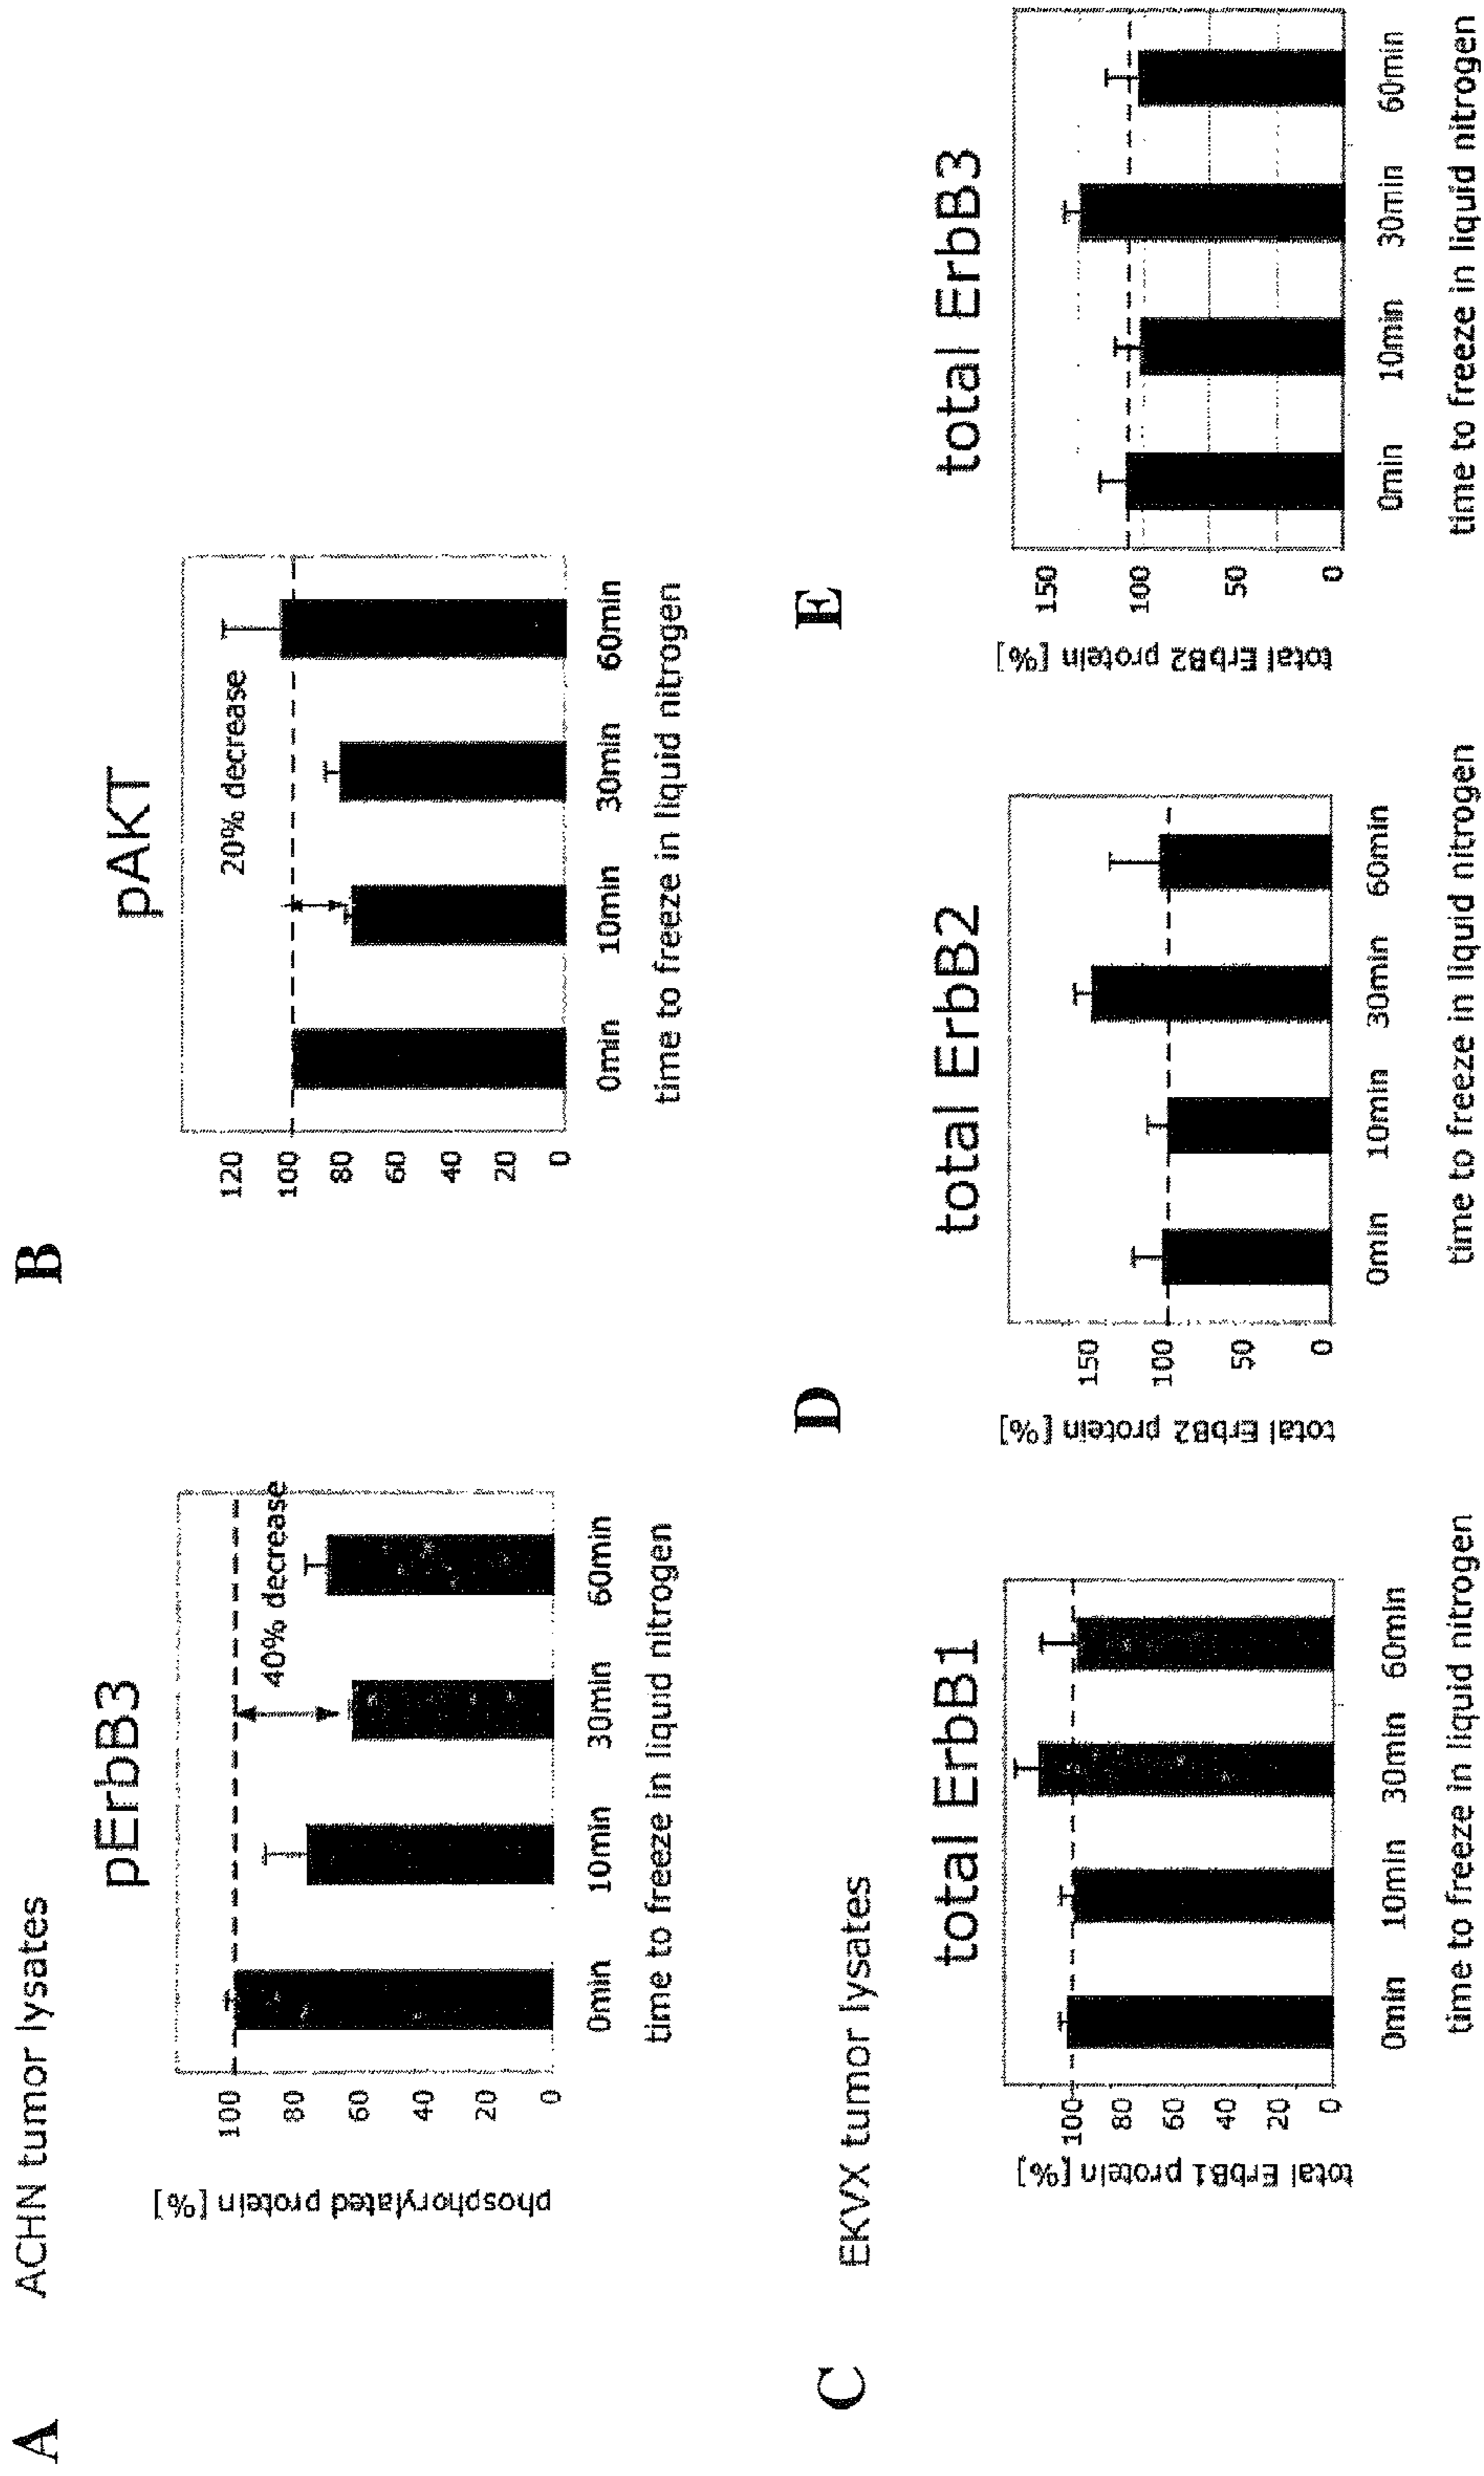 A
ACHN tumor lysates
pErbB3
phosphorylated protein [%]
100
80
60
40
20
0
40% decrease
0min 10min 30min 60min
time to freeze in liquid nitrogen
B
pAKT
120
100
80
60
40
20
0
20% decrease
0min 10min 30min 60min
time to freeze in liquid nitrogen
C
EKVX tumor lysates
total ErbB1
total ErbB1 protein [%]
100
80
60
40
20
0
0min 10min 30min 60min
time to freeze in liquid nitrogen
D
total ErbB2
total ErbB2 protein [%]
150
100
50
0
0min 10min 30min 60min
time to freeze in liquid nitrogen
E
total ErbB3
total ErbB2 protein [%]
150
100
50
0
0min 10min 30min 60min
time to freeze in liquid nitrogen